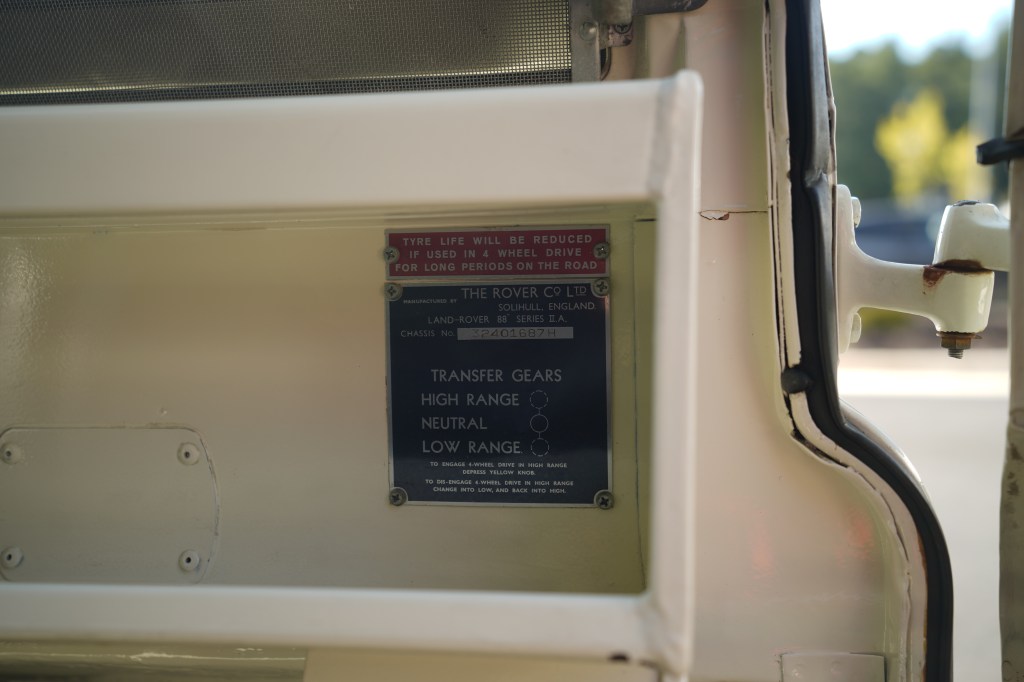 TYRE LIFE WILL BE REDUCED
IF USED IN 4 WHEEL DRIVE
FOR LONG PERIODS ON THE ROAD
MANUFACTURED BY THE ROVER CO LTD
SOLIHULL, ENGLAND
LAND-ROVER 88" SERIES II.A.
CHASSIS No. 32401687H
TRANSFER GEARS
HIGH RANGE
NEUTRAL
LOW RANGE
TO ENGAGE 4-WHEEL DRIVE IN HIGH RANGE
DEPRESS YELLOW KNOB.
TO DIS-ENGAGE 4-WHEEL DRIVE IN HIGH RANGE
CHANGE INTO LOW, AND BACK INTO HIGH.